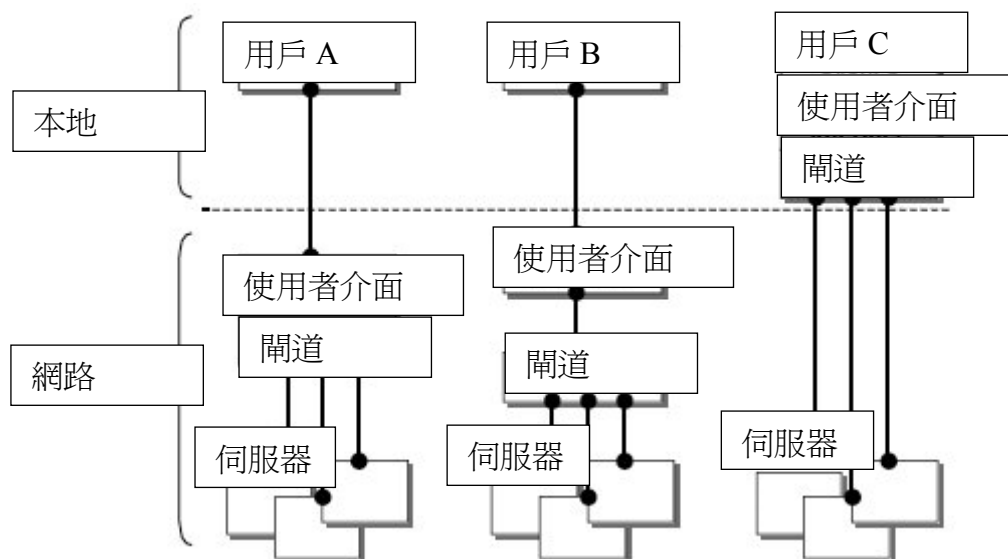 用戶 A
用戶 B
用戶 C
本地
使用者介面
閘道
使用者介面
使用者介面
閘道
閘道
網路
伺服器
伺服器
伺服器